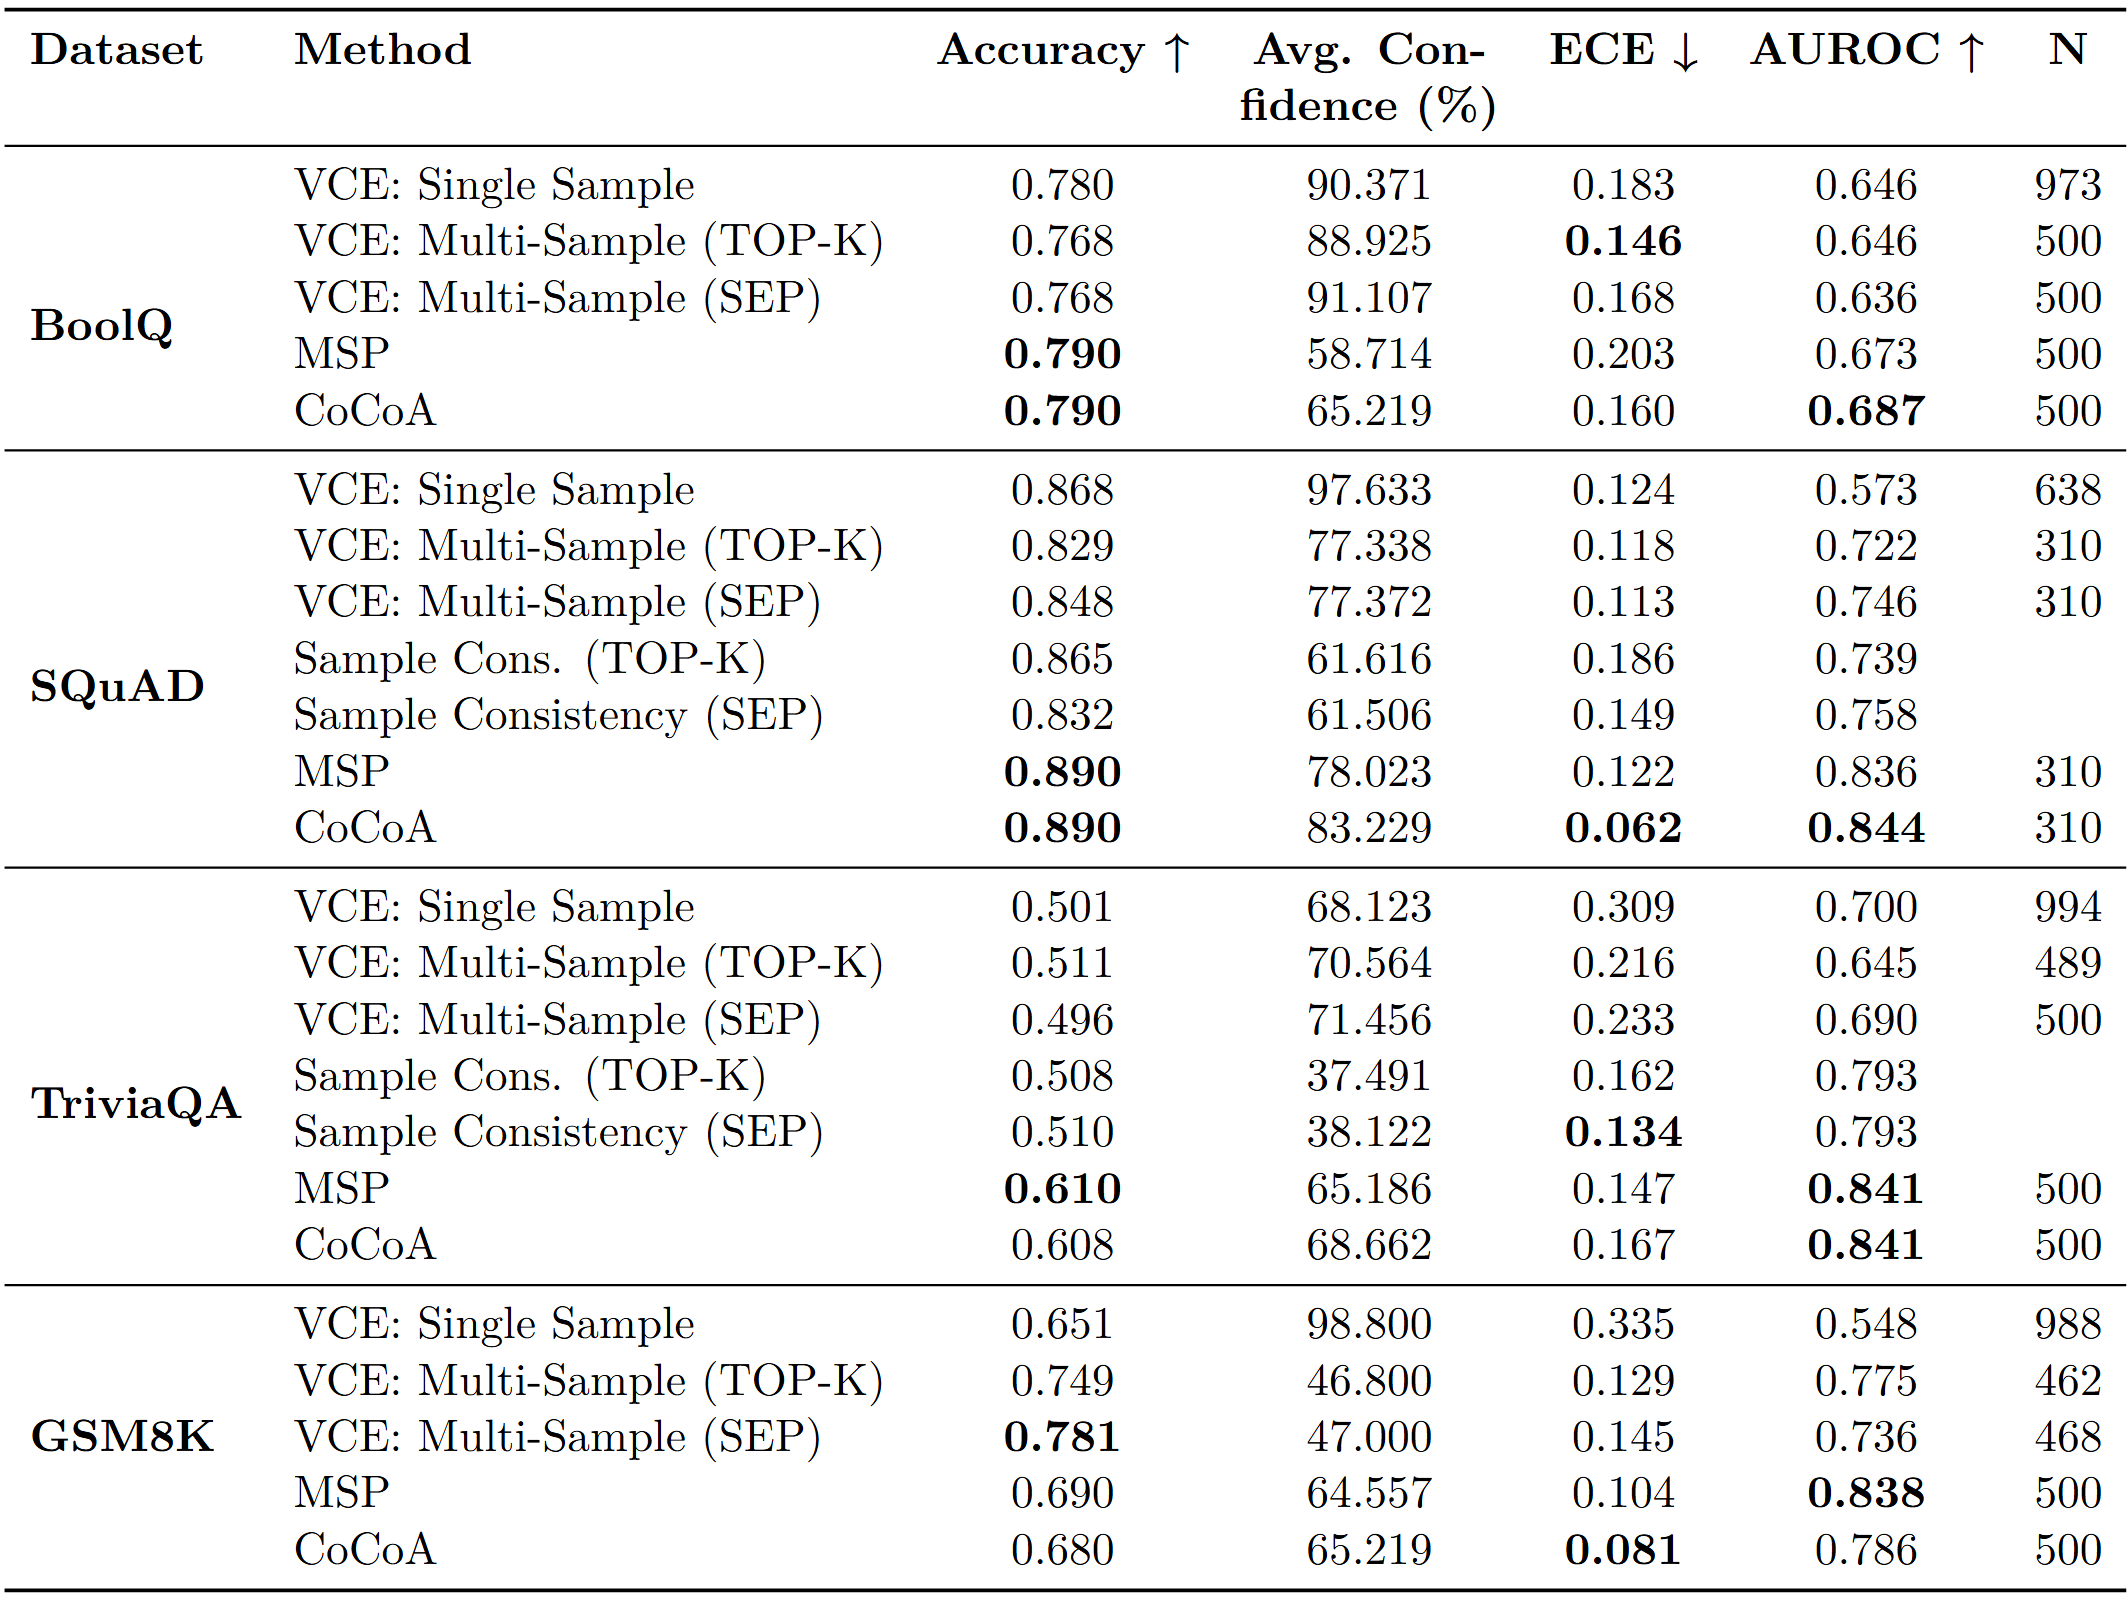 Dataset Method Accuracy ↑ Avg. Con- ECE ↓ AUROC ↑ N
fidence (%)
VCE: Single Sample 0.780 90.371 0.183 0.646 973
VCE: Multi-Sample (TOP-K) 0.768 88.925 0.146 0.646 500
VCE: Multi-Sample (SEP) 0.768 91.107 0.168 0.636 500
BoolQ
MSP 0.790 58.714 0.203 0.673 500
CoCoA 0.790 65.219 0.160 0.687 500
VCE: Single Sample 0.868 97.633 0.124 0.573 638
VCE: Multi-Sample (TOP-K) 0.829 77.338 0.118 0.722 310
VCE: Multi-Sample (SEP) 0.848 77.372 0.113 0.746 310
Sample Cons. (TOP-K) 0.865 61.616 0.186 0.739
SQuAD
Sample Consistency (SEP) 0.832 61.506 0.149 0.758
MSP 0.890 78.023 0.122 0.836 310
CoCoA 0.890 83.229 0.062 0.844 310
VCE: Single Sample 0.501 68.123 0.309 0.700 994
VCE: Multi-Sample (TOP-K) 0.511 70.564 0.216 0.645 489
VCE: Multi-Sample (SEP) 0.496 71.456 0.233 0.690 500
Sample Cons. (TOP-K) 0.508 37.491 0.162 0.793
TriviaQA
Sample Consistency (SEP) 0.510 38.122 0.134 0.793
MSP 0.610 65.186 0.147 0.841 500
CoCoA 0.608 68.662 0.167 0.841 500
VCE: Single Sample 0.651 98.800 0.335 0.548 988
VCE: Multi-Sample (TOP-K) 0.749 46.800 0.129 0.775 462
GSM8K VCE: Multi-Sample (SEP) 0.781 47.000 0.145 0.736 468
MSP 0.690 64.557 0.104 0.838 500
CoCoA 0.680 65.219 0.081 0.786 500